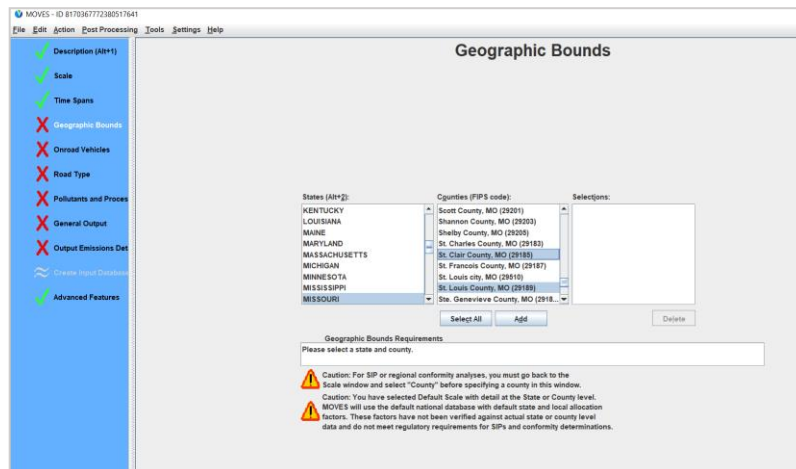 MOVES - ID 8170367772380517641
File Edit Action Post Processing Tools Settings Help
Description (Alt+1)
Scale
Time Spans
Geographic Bounds
Onroad Vehicles
Road Type
Pollutants and Proces
General Output
Output Emissions Det
Create Input Database
Advanced Features
Geographic Bounds
States (Alt+2):
KENTUCKY
LOUISIANA
MAINE
MARYLAND
MASSACHUSETTS
MICHIGAN
MINNESOTA
MISSISSIPPI
MISSOURI
Counties (FIPS code):
Scott County, MO (29201)
Shannon County, MO (29203)
Shelby County, MO (29205)
St. Charles County, MO (29183)
St. Clair County, MO (29185)
St. Francois County, MO (29187)
St. Louis city, MO (29510)
St. Louis County, MO (29189)
Ste. Genevieve County, MO (2918...
Selections:
Select All
Add
Delete
Geographic Bounds Requirements
Please select a state and county.
Caution: For SIP or regional conformity analyses, you must go back to the
Scale window and select "County" before specifying a county in this window.
Caution: You have selected Default Scale with detail at the State or County level.
MOVES will use the default national database with default state and local allocation
factors. These factors have not been verified against actual state or county level
data and do not meet regulatory requirements for SIPs and conformity determinations.